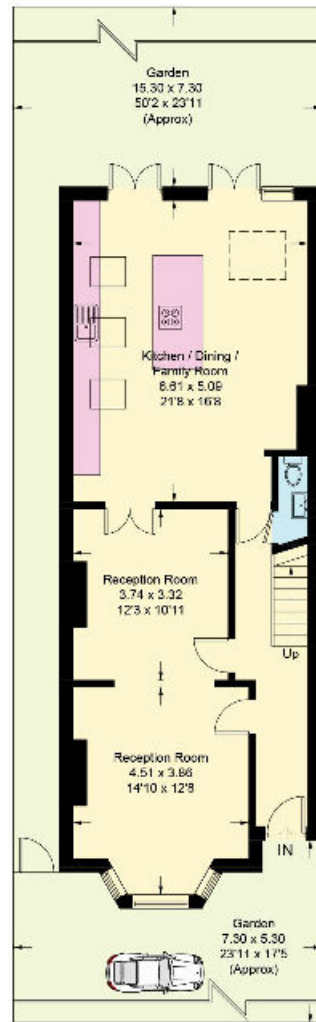 Garden
15.30 x 7.30
50'2 x 23'11
(Approx)
Kitchen / Dining /
Family Room
6.61 x 5.09
21'8 x 16'8
Reception Room
3.74 x 3.32
12'3 x 10'11
Up
Reception Room
4.51 x 3.86
14'10 x 12'8
IN
Garden
7.30 x 5.30
23'11 x 17'5
(Approx)